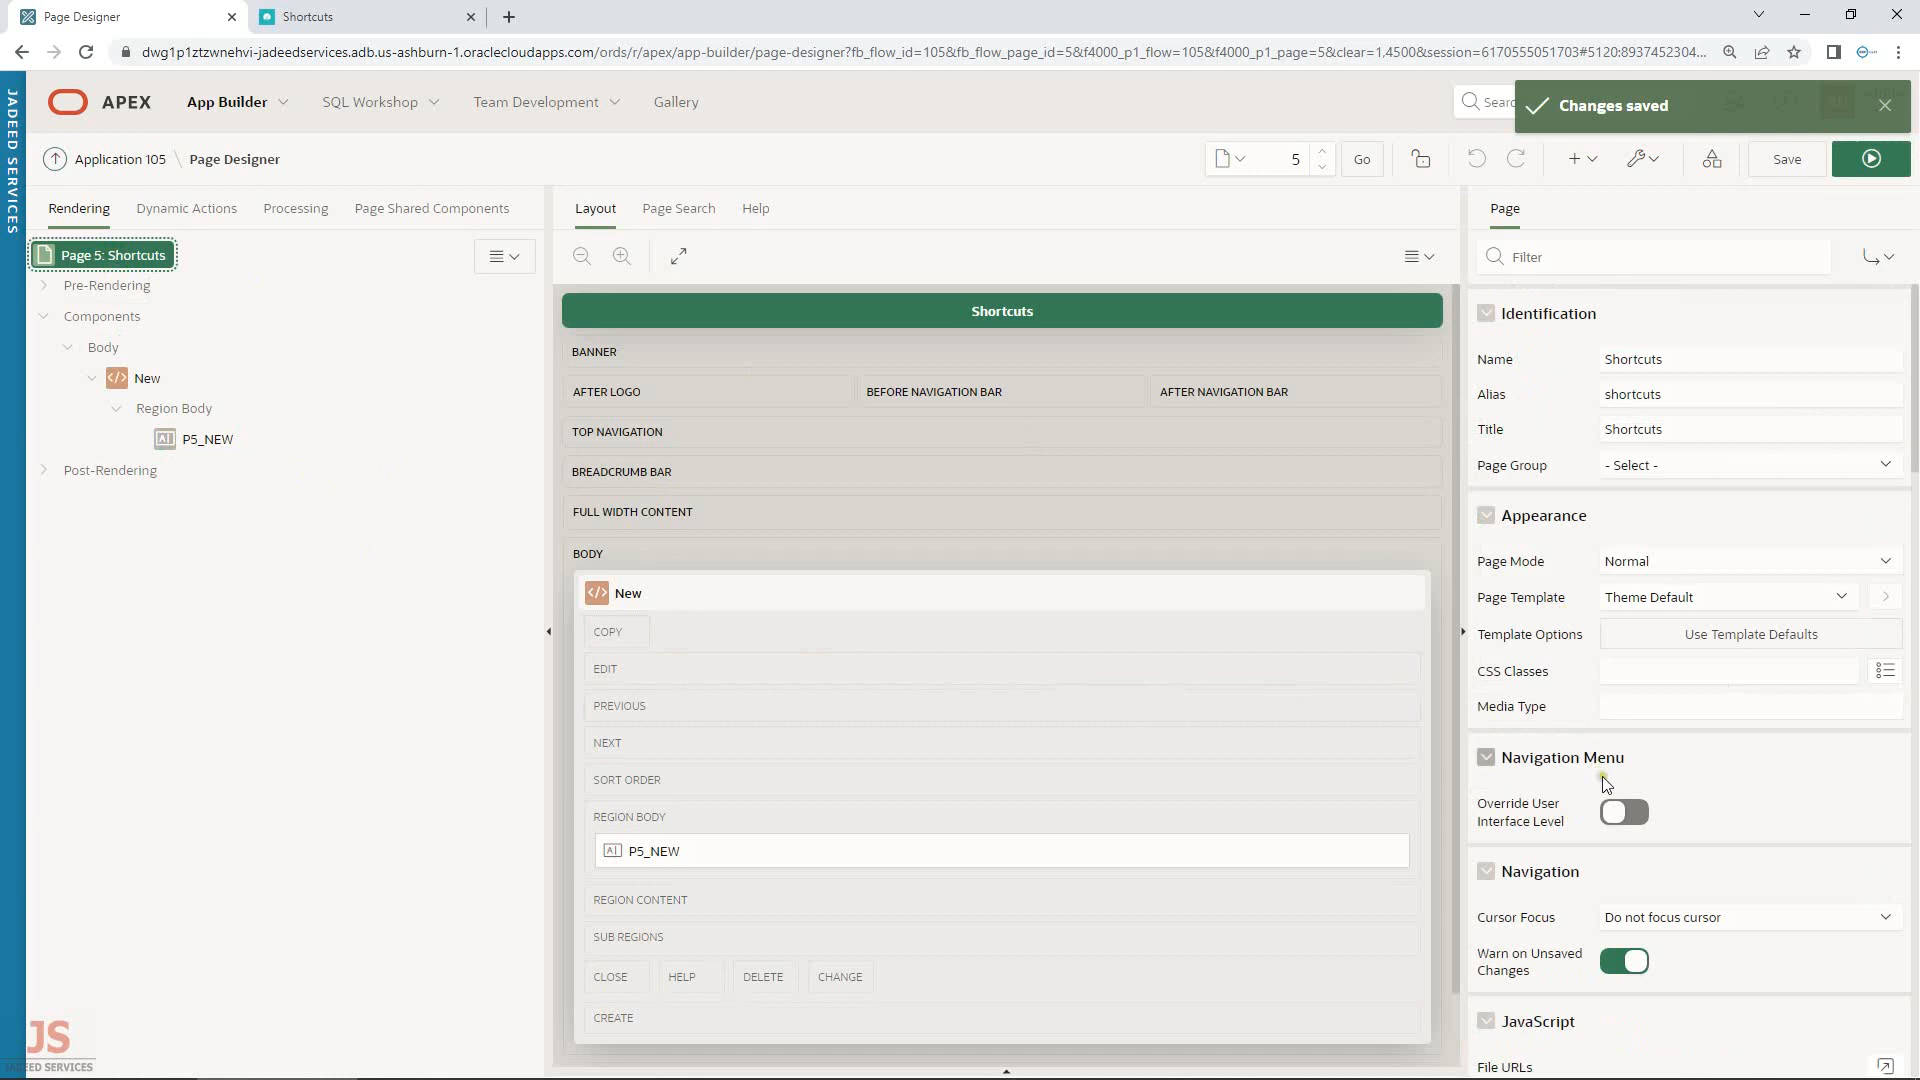 Page Designer
Shortcuts
dwg1p1ztzwnehvi-jadeedservices.adb.us-ashburn-1.oraclecloudapps.com/ords/r/apex/app-builder/page-designer?fb_flow_id=105&fb_flow_page_id=5&f4000_p1_flow=105&f4000_p1_page=5&clear=1,4500&session=6170555051703#5120:8937452304...
JADEED SERVICES
APEX
App Builder
SQL Workshop
Team Development
Gallery
Changes saved
Application 105 \ Page Designer
5
Go
Save
Rendering
Dynamic Actions
Processing
Page Shared Components
Page 5: Shortcuts
Pre-Rendering
Components
Body
New
Region Body
P5_NEW
Post-Rendering
Layout
Page Search
Help
Shortcuts
BANNER
AFTER LOGO
BEFORE NAVIGATION BAR
AFTER NAVIGATION BAR
TOP NAVIGATION
BREADCRUMB BAR
FULL WIDTH CONTENT
BODY
New
COPY
EDIT
PREVIOUS
NEXT
SORT ORDER
REGION BODY
P5_NEW
REGION CONTENT
SUB REGIONS
CLOSE
HELP
DELETE
CHANGE
CREATE
Page
Filter
Identification
Name Shortcuts
Alias shortcuts
Title Shortcuts
Page Group - Select -
Appearance
Page Mode Normal
Page Template Theme Default
Template Options Use Template Defaults
CSS Classes
Media Type
Navigation Menu
Override User
Interface Level
Navigation
Cursor Focus Do not focus cursor
Warn on Unsaved
Changes
JavaScript
File URLs
JS
JADEED SERVICES